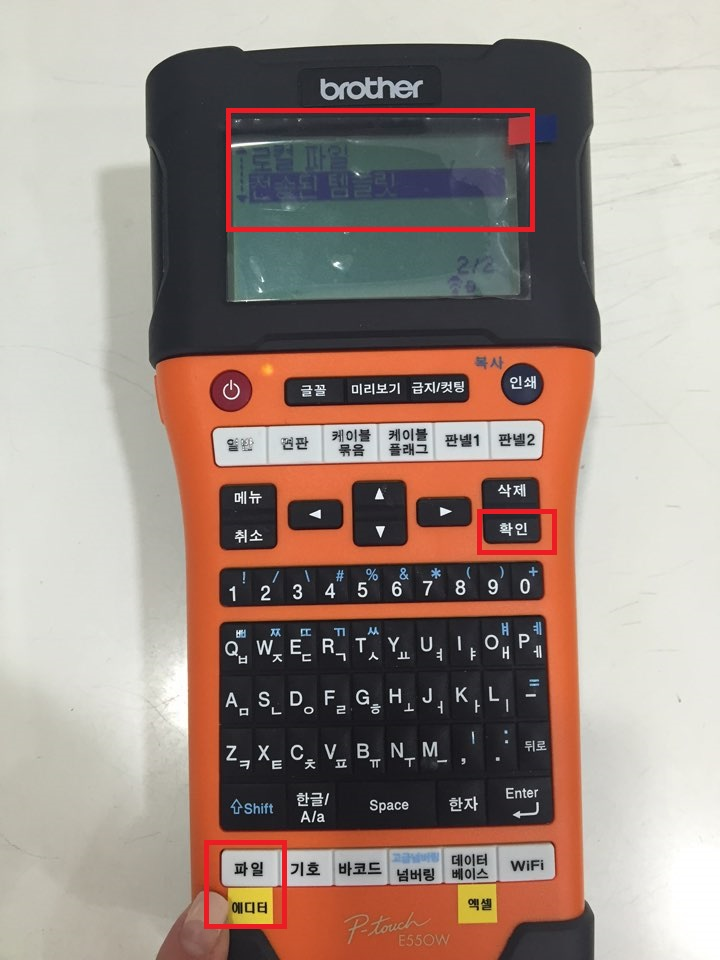 brother
로컬 파일
전송된 템플릿
2/2
복사
글꼴 미리보기 급지/컷팅 인쇄
일반 면판 케이블 묶음 케이블 플래그 판넬1 판넬2
메뉴 ◀ ▲ ▶ 삭제
취소 ▼ 확인
! / \ # % & * ( ) +
1 2 3 4 5 6 7 8 9 0
ㅃ ㅉ ㄸ ㄲ ㅆ ㅒ ㅖ
Q ㅂ W ㅈ E ㄷ R ㄱ T ㅅ Y ㅛ U ㅕ I ㅑ O ㅐ P ㅔ
A ㅁ S ㄴ D ㅇ F ㄹ G ㅎ H ㅗ J ㅓ K ㅏ L ㅣ = –
Z ㅋ X ㅌ C ㅊ V ㅍ B ㅠ N ㅜ M ㅡ , ! . : 뒤로
⇧Shift 한글/A/a Space 한자 Enter
고급넘버링
파일 기호 바코드 넘버링 데이터 베이스 WiFi
에디터 엑셀
P-touch
E550W